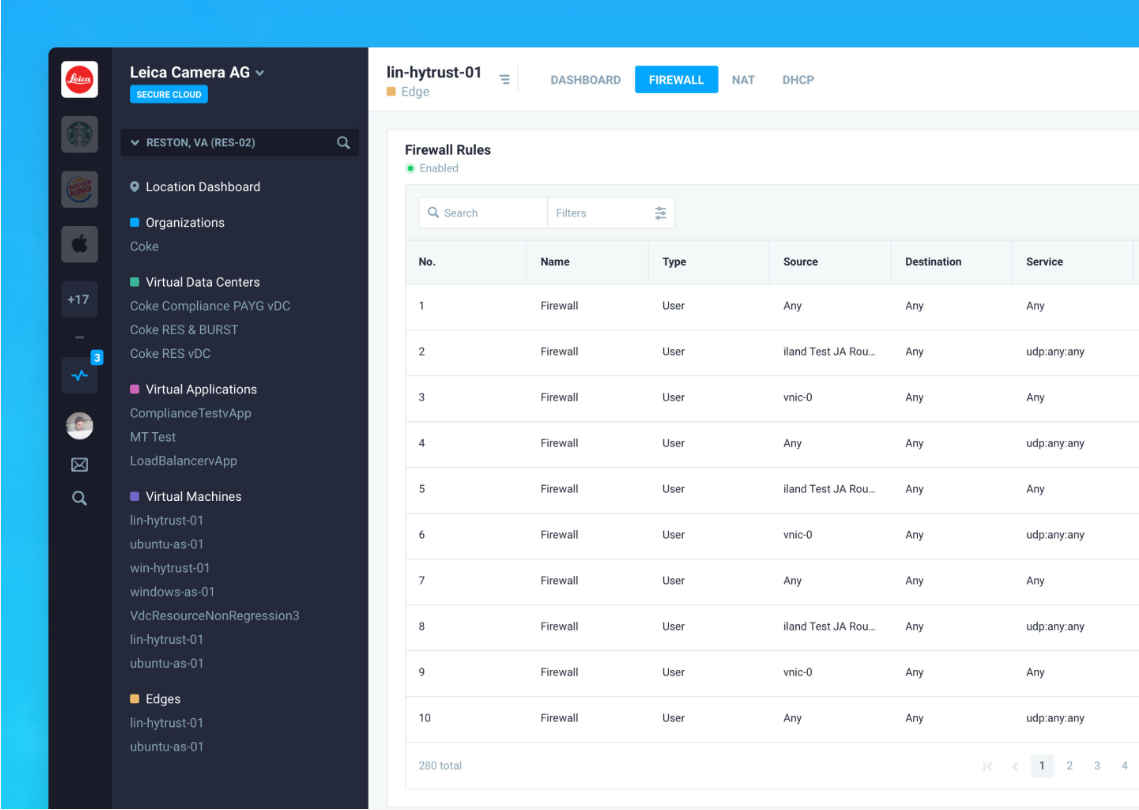 Leica
Leica Camera AG
SECURE CLOUD
BURGER KING
+17
3
RESTON, VA (RES-02)
Location Dashboard
Organizations
Coke
Virtual Data Centers
Coke Compliance PAYG vDC
Coke RES & BURST
Coke RES vDC
Virtual Applications
ComplianceTestvApp
MT Test
LoadBalancervApp
Virtual Machines
lin-hytrust-01
ubuntu-as-01
win-hytrust-01
windows-as-01
VdcResourceNonRegression3
lin-hytrust-01
ubuntu-as-01
Edges
lin-hytrust-01
ubuntu-as-01
lin-hytrust-01
Edge
DASHBOARD FIREWALL NAT DHCP
Firewall Rules
Enabled
Search Filters
No. Name Type Source Destination Service
1 Firewall User Any Any Any
2 Firewall User iland Test JA Rou... Any udp:any:any
3 Firewall User vnic-0 Any Any
4 Firewall User Any Any udp:any:any
5 Firewall User iland Test JA Rou... Any Any
6 Firewall User vnic-0 Any udp:any:any
7 Firewall User Any Any Any
8 Firewall User iland Test JA Rou... Any udp:any:any
9 Firewall User vnic-0 Any Any
10 Firewall User Any Any udp:any:any
280 total 1 2 3 4